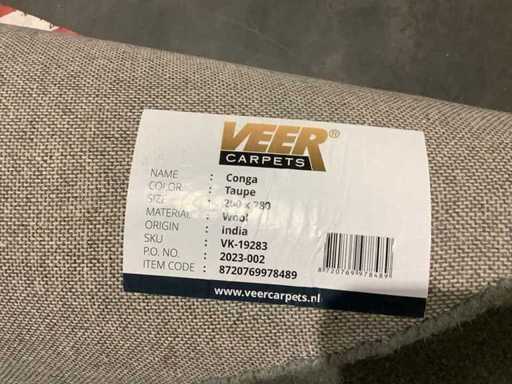 VEER®
CARPETS
NAME : Conga
COLOR : Taupe
SIZE : 200 x 280
MATERIAL : Wool
ORIGIN : india
SKU : VK-19283
P.O. NO. : 2023-002
ITEM CODE : 8720769978489
8720769978489
www.veercarpets.nl